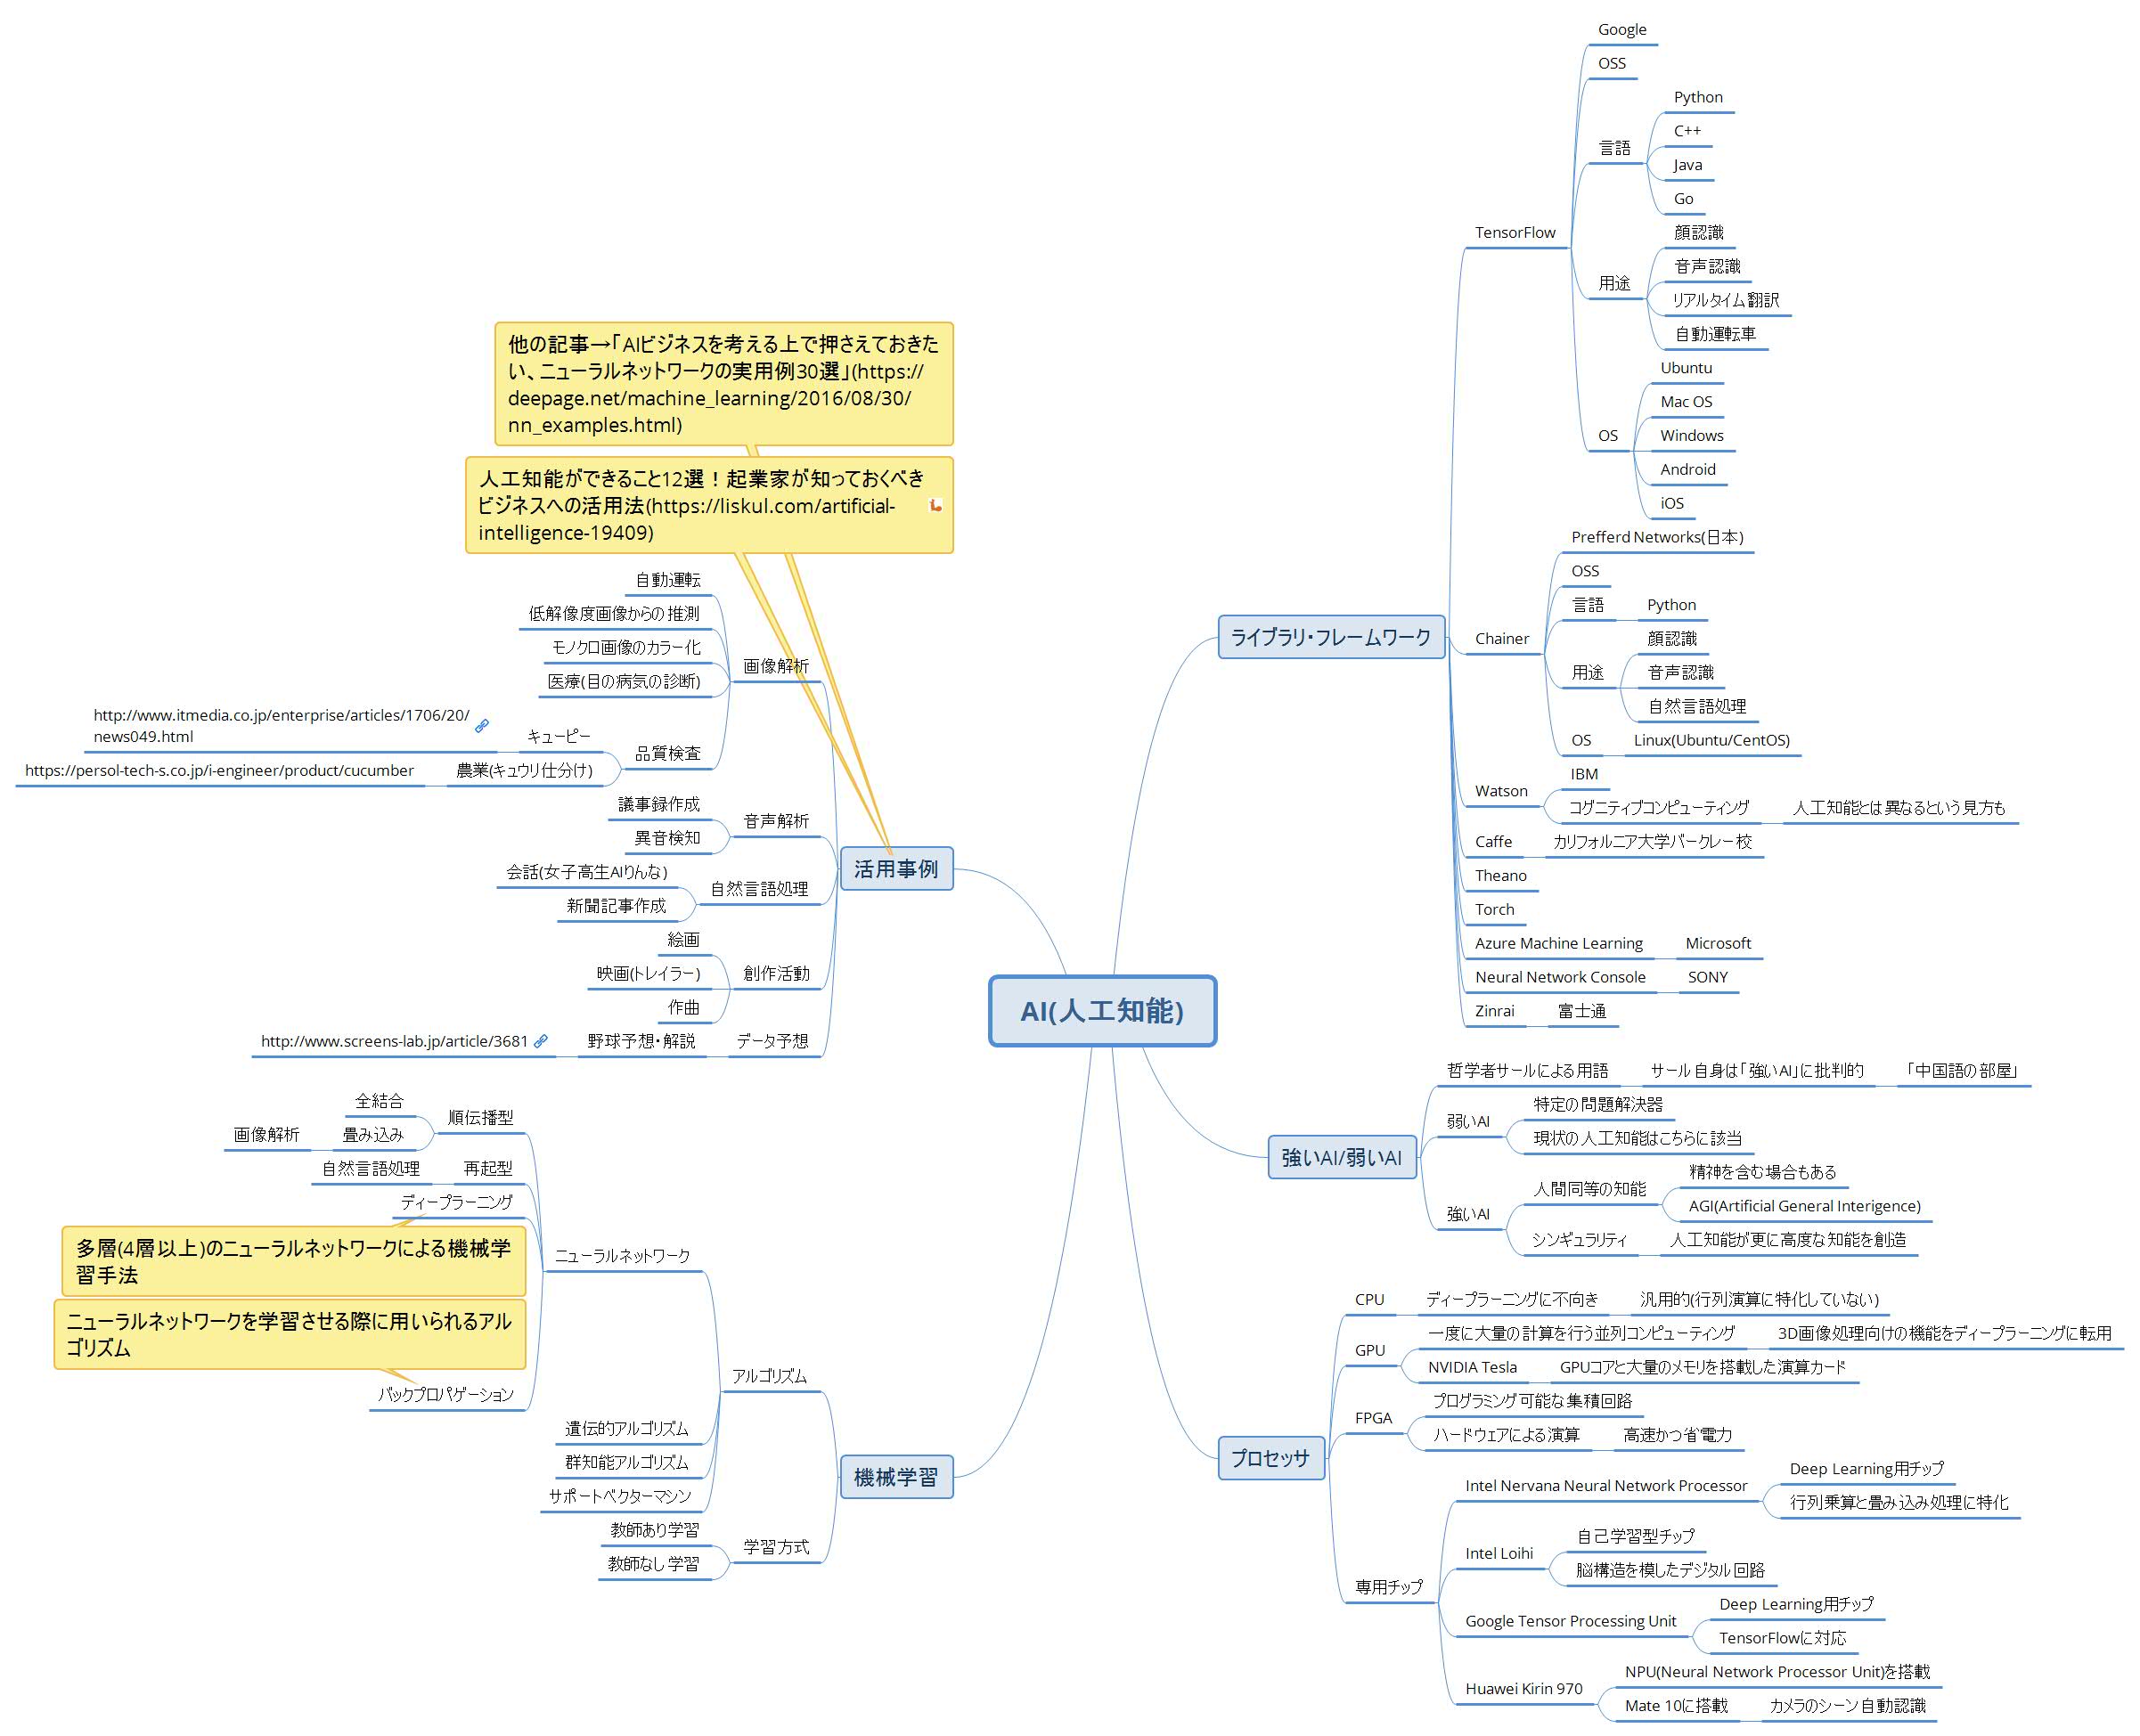 AI(人工知能)
ライブラリ・フレームワーク
TensorFlow
Google
OSS
言語
Python
C++
Java
Go
用途
顔認識
音声認識
リアルタイム翻訳
自動運転車
OS
Ubuntu
Mac OS
Windows
Android
iOS
Chainer
Prefferd Networks(日本)
OSS
言語
Python
用途
顔認識
音声認識
自然言語処理
OS
Linux(Ubuntu/CentOS)
Watson
IBM
コグニティブコンピューティング
人工知能とは異なるという見方も
Caffe
カリフォルニア大学バークレー校
Theano
Torch
Azure Machine Learning
Microsoft
Neural Network Console
SONY
Zinrai
富士通
強いAI/弱いAI
哲学者サールによる用語
サール自身は「強いAI」に批判的
「中国語の部屋」
弱いAI
特定の問題解決器
現状の人工知能はこちらに該当
強いAI
人間同等の知能
精神を含む場合もある
AGI(Artificial General Interigence)
シンギュラリティ
人工知能が更に高度な知能を創造
プロセッサ
CPU
ディープラーニングに不向き
汎用的(行列演算に特化していない)
GPU
一度に大量の計算を行う並列コンピューティング
3D画像処理向けの機能をディープラーニングに転用
NVIDIA Tesla
GPUコアと大量のメモリを搭載した演算カード
FPGA
プログラミング可能な集積回路
ハードウェアによる演算
高速かつ省電力
専用チップ
Intel Nervana Neural Network Processor
Deep Learning用チップ
行列乗算と畳み込み処理に特化
Intel Loihi
自己学習型チップ
脳構造を模したデジタル回路
Google Tensor Processing Unit
Deep Learning用チップ
TensorFlowに対応
Huawei Kirin 970
NPU(Neural Network Processor Unit)を搭載
Mate 10に搭載
カメラのシーン自動認識
活用事例
他の記事→「AIビジネスを考える上で押さえておきた
い、ニューラルネットワークの実用例30選」(https://
deepage.net/machine_learning/2016/08/30/
nn_examples.html)
人工知能ができること12選！起業家が知っておくべき
ビジネスへの活用法(https://liskul.com/artificial-
intelligence-19409)
画像解析
自動運転
低解像度画像からの推測
モノクロ画像のカラー化
医療(目の病気の診断)
品質検査
キューピー
http://www.itmedia.co.jp/enterprise/articles/1706/20/
news049.html
農業(キュウリ仕分け)
https://persol-tech-s.co.jp/i-engineer/product/cucumber
音声解析
議事録作成
異音検知
自然言語処理
会話(女子高生AIりんな)
新聞記事作成
創作活動
絵画
映画(トレイラー)
作曲
データ予想
野球予想・解説
http://www.screens-lab.jp/article/3681
機械学習
アルゴリズム
ニューラルネットワーク
順伝播型
全結合
畳み込み
画像解析
再起型
自然言語処理
ディープラーニング
多層(4層以上)のニューラルネットワークによる機械学
習手法
ニューラルネットワークを学習させる際に用いられるアル
ゴリズム
バックプロパゲーション
遺伝的アルゴリズム
群知能アルゴリズム
サポートベクターマシン
学習方式
教師あり学習
教師なし学習